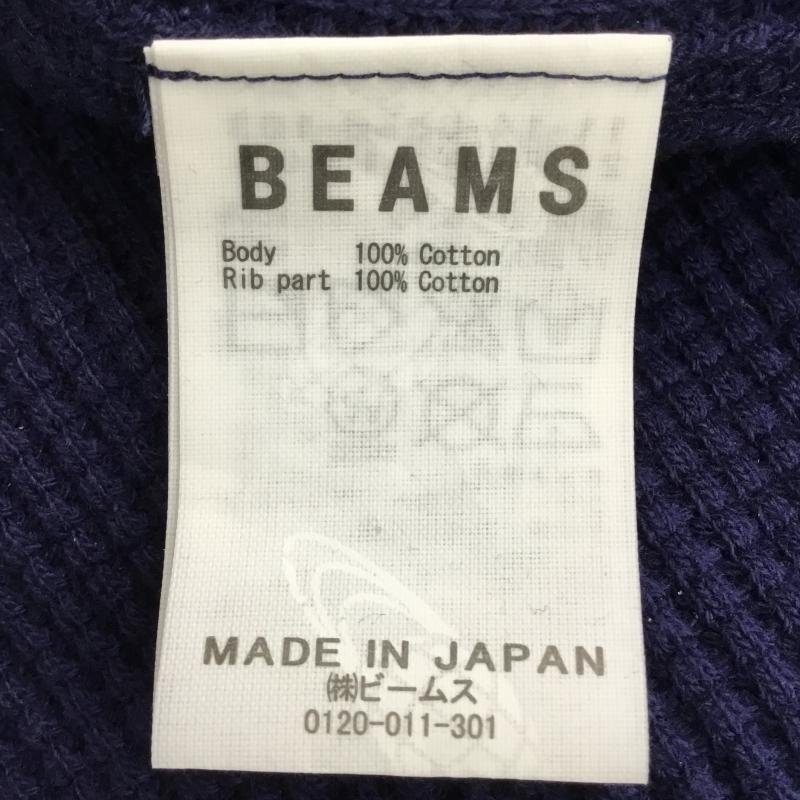 BEAMS
Body 100% Cotton
Rib part 100% Cotton
MADE IN JAPAN
㈱ビームス
0120-011-301